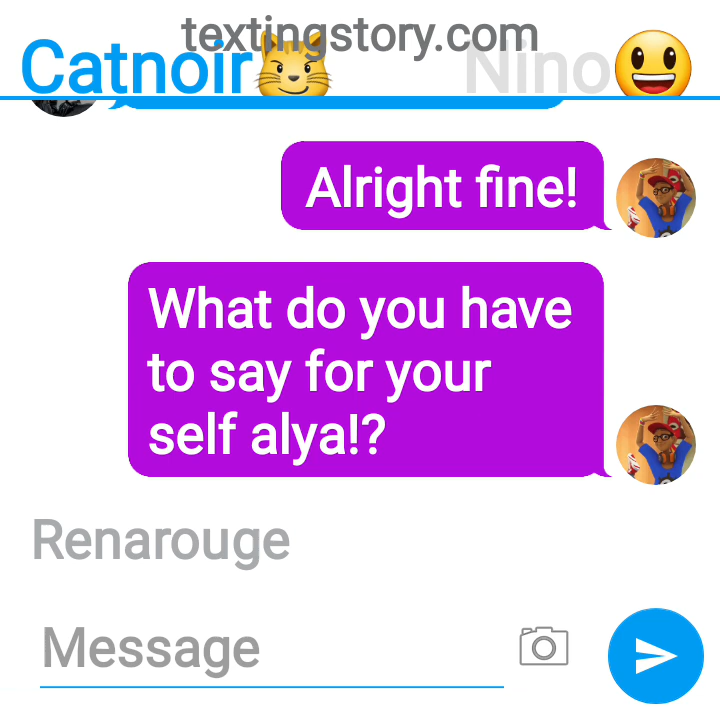 textingstory.com
Catnoir😼 Nino😃
Alright fine!
What do you have
to say for your
self alya!?
Renarouge
Message